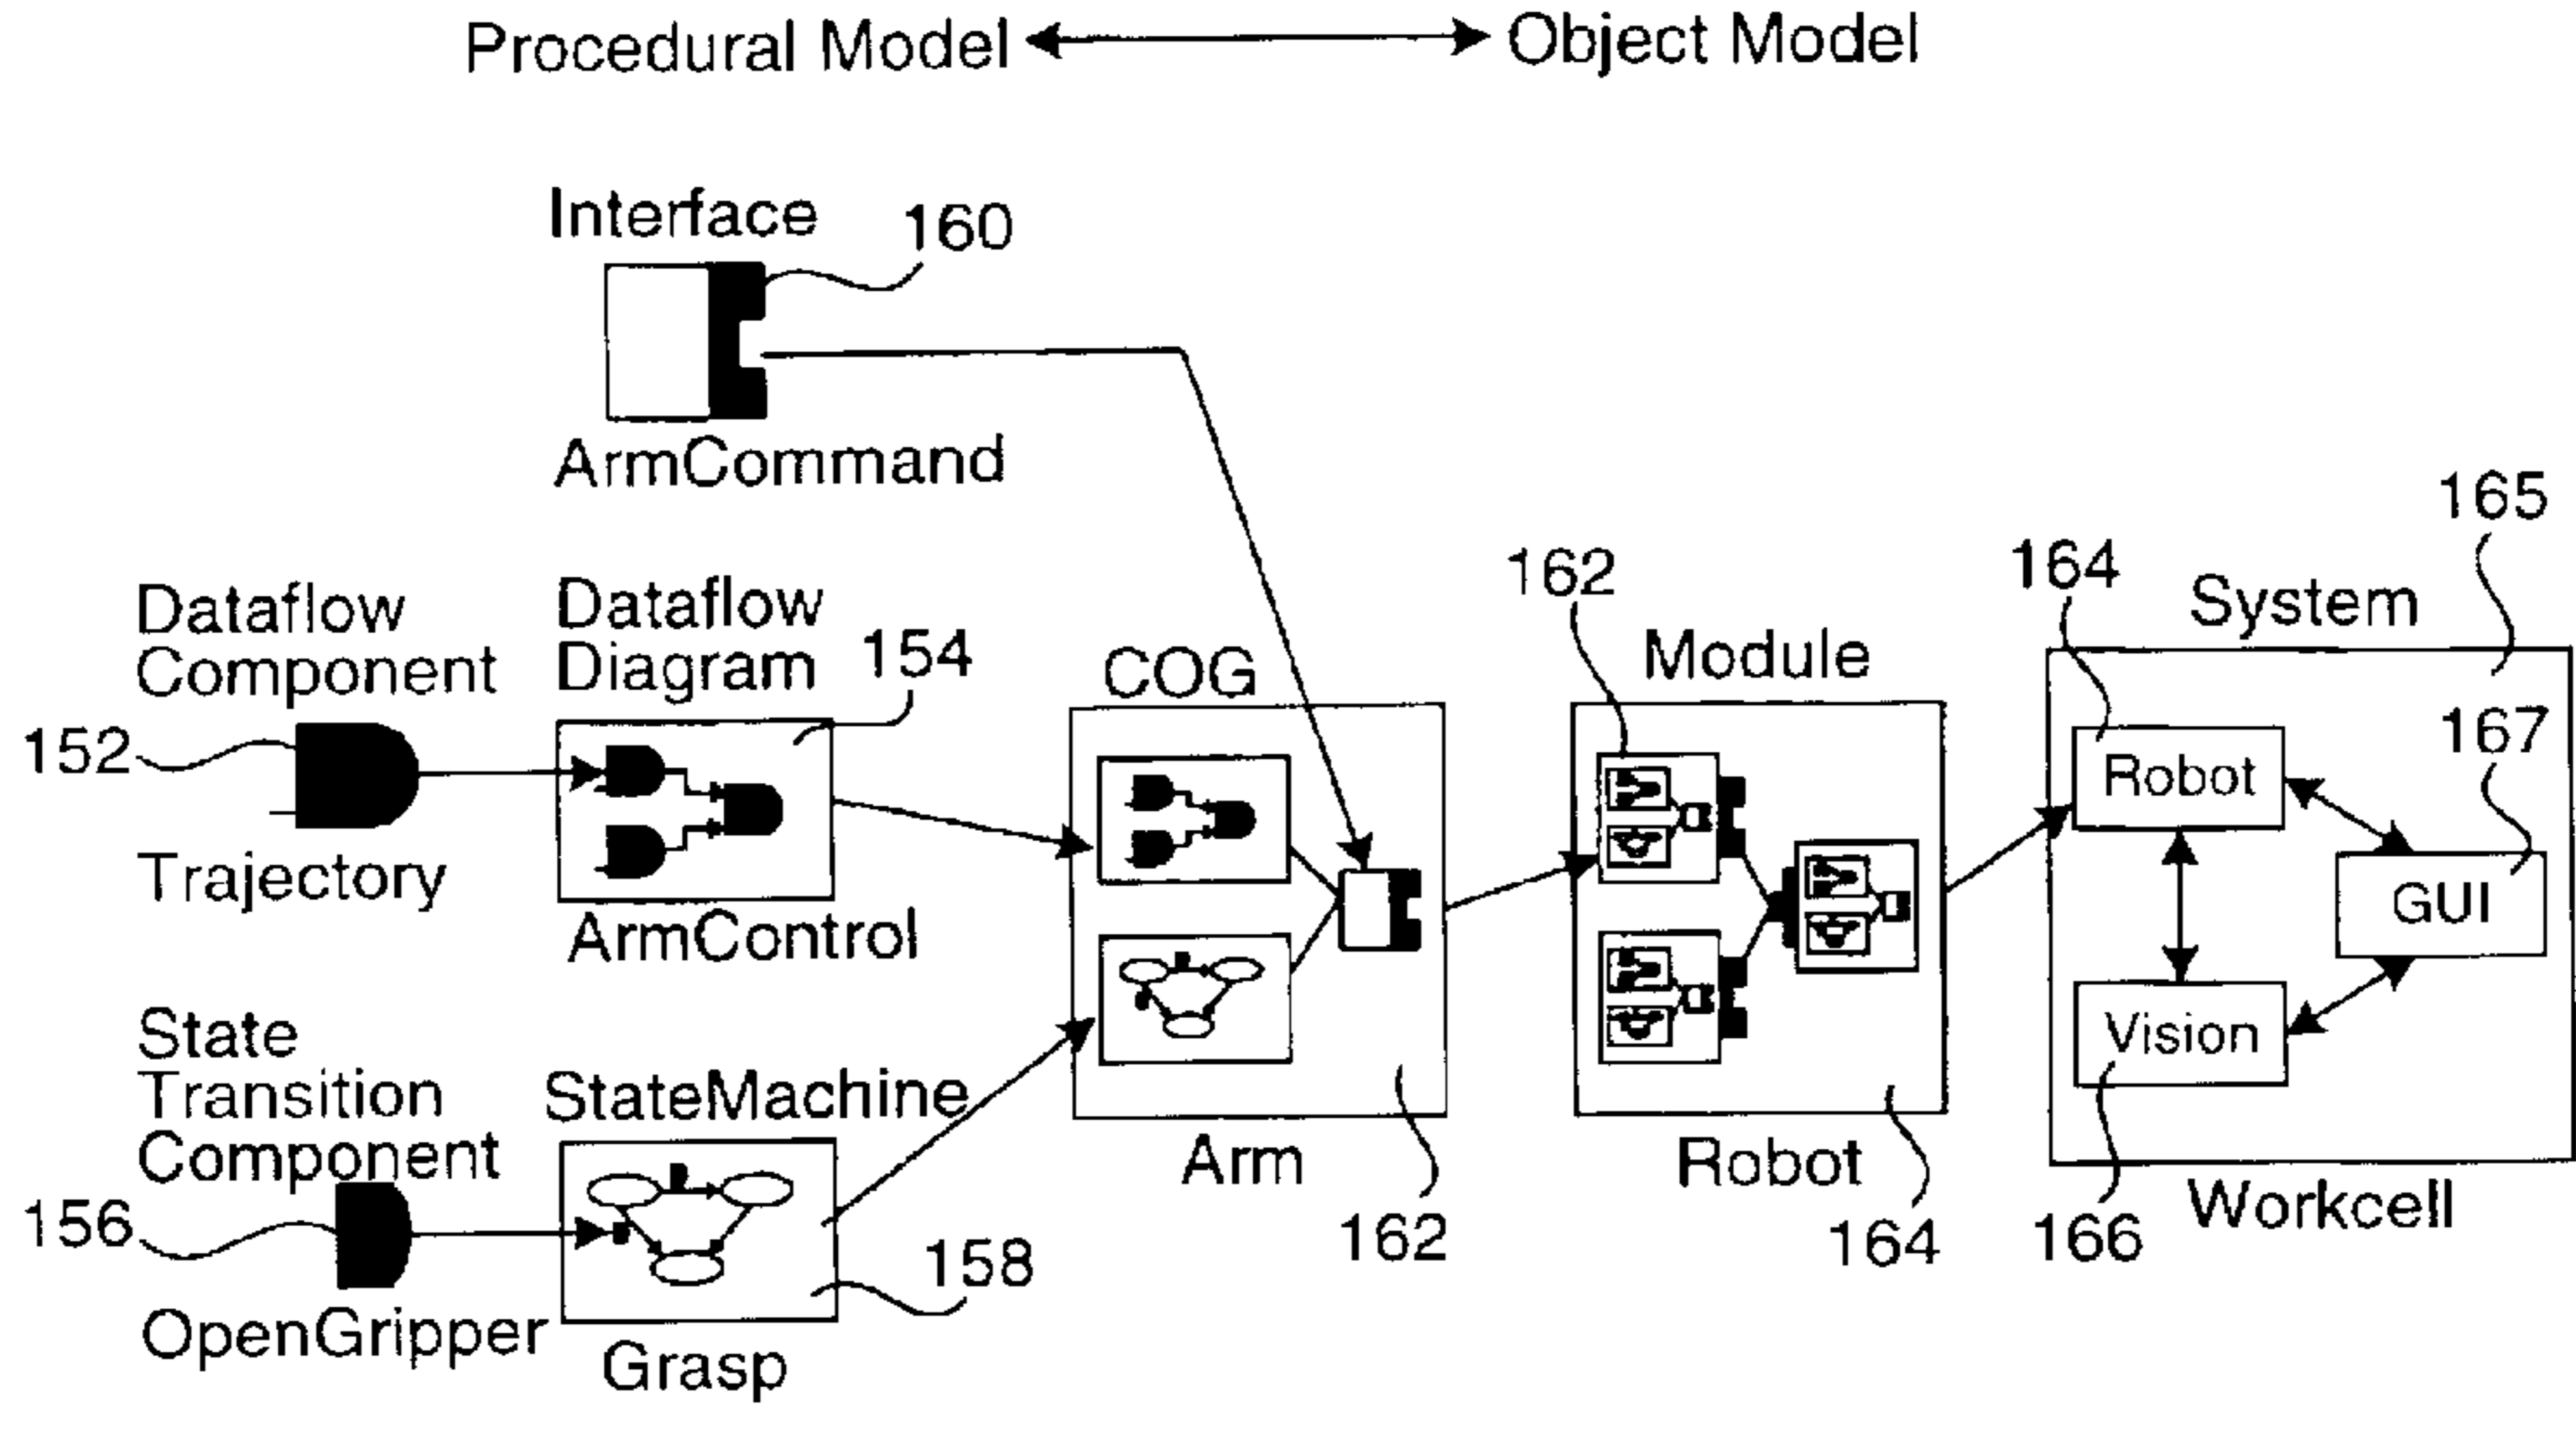 Procedural Model
Object Model
Interface
160
ArmCommand
Dataflow
Component
152
Trajectory
Dataflow
Diagram
154
ArmControl
State
Transition
Component
156
OpenGripper
StateMachine
158
Grasp
COG
Arm
162
162
Module
Robot
164
165
164
System
167
Robot
GUI
Vision
166
Workcell